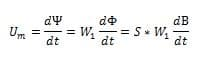 U_m = dΨ/dt = W_1 dΦ/dt = S * W_1 dB/dt